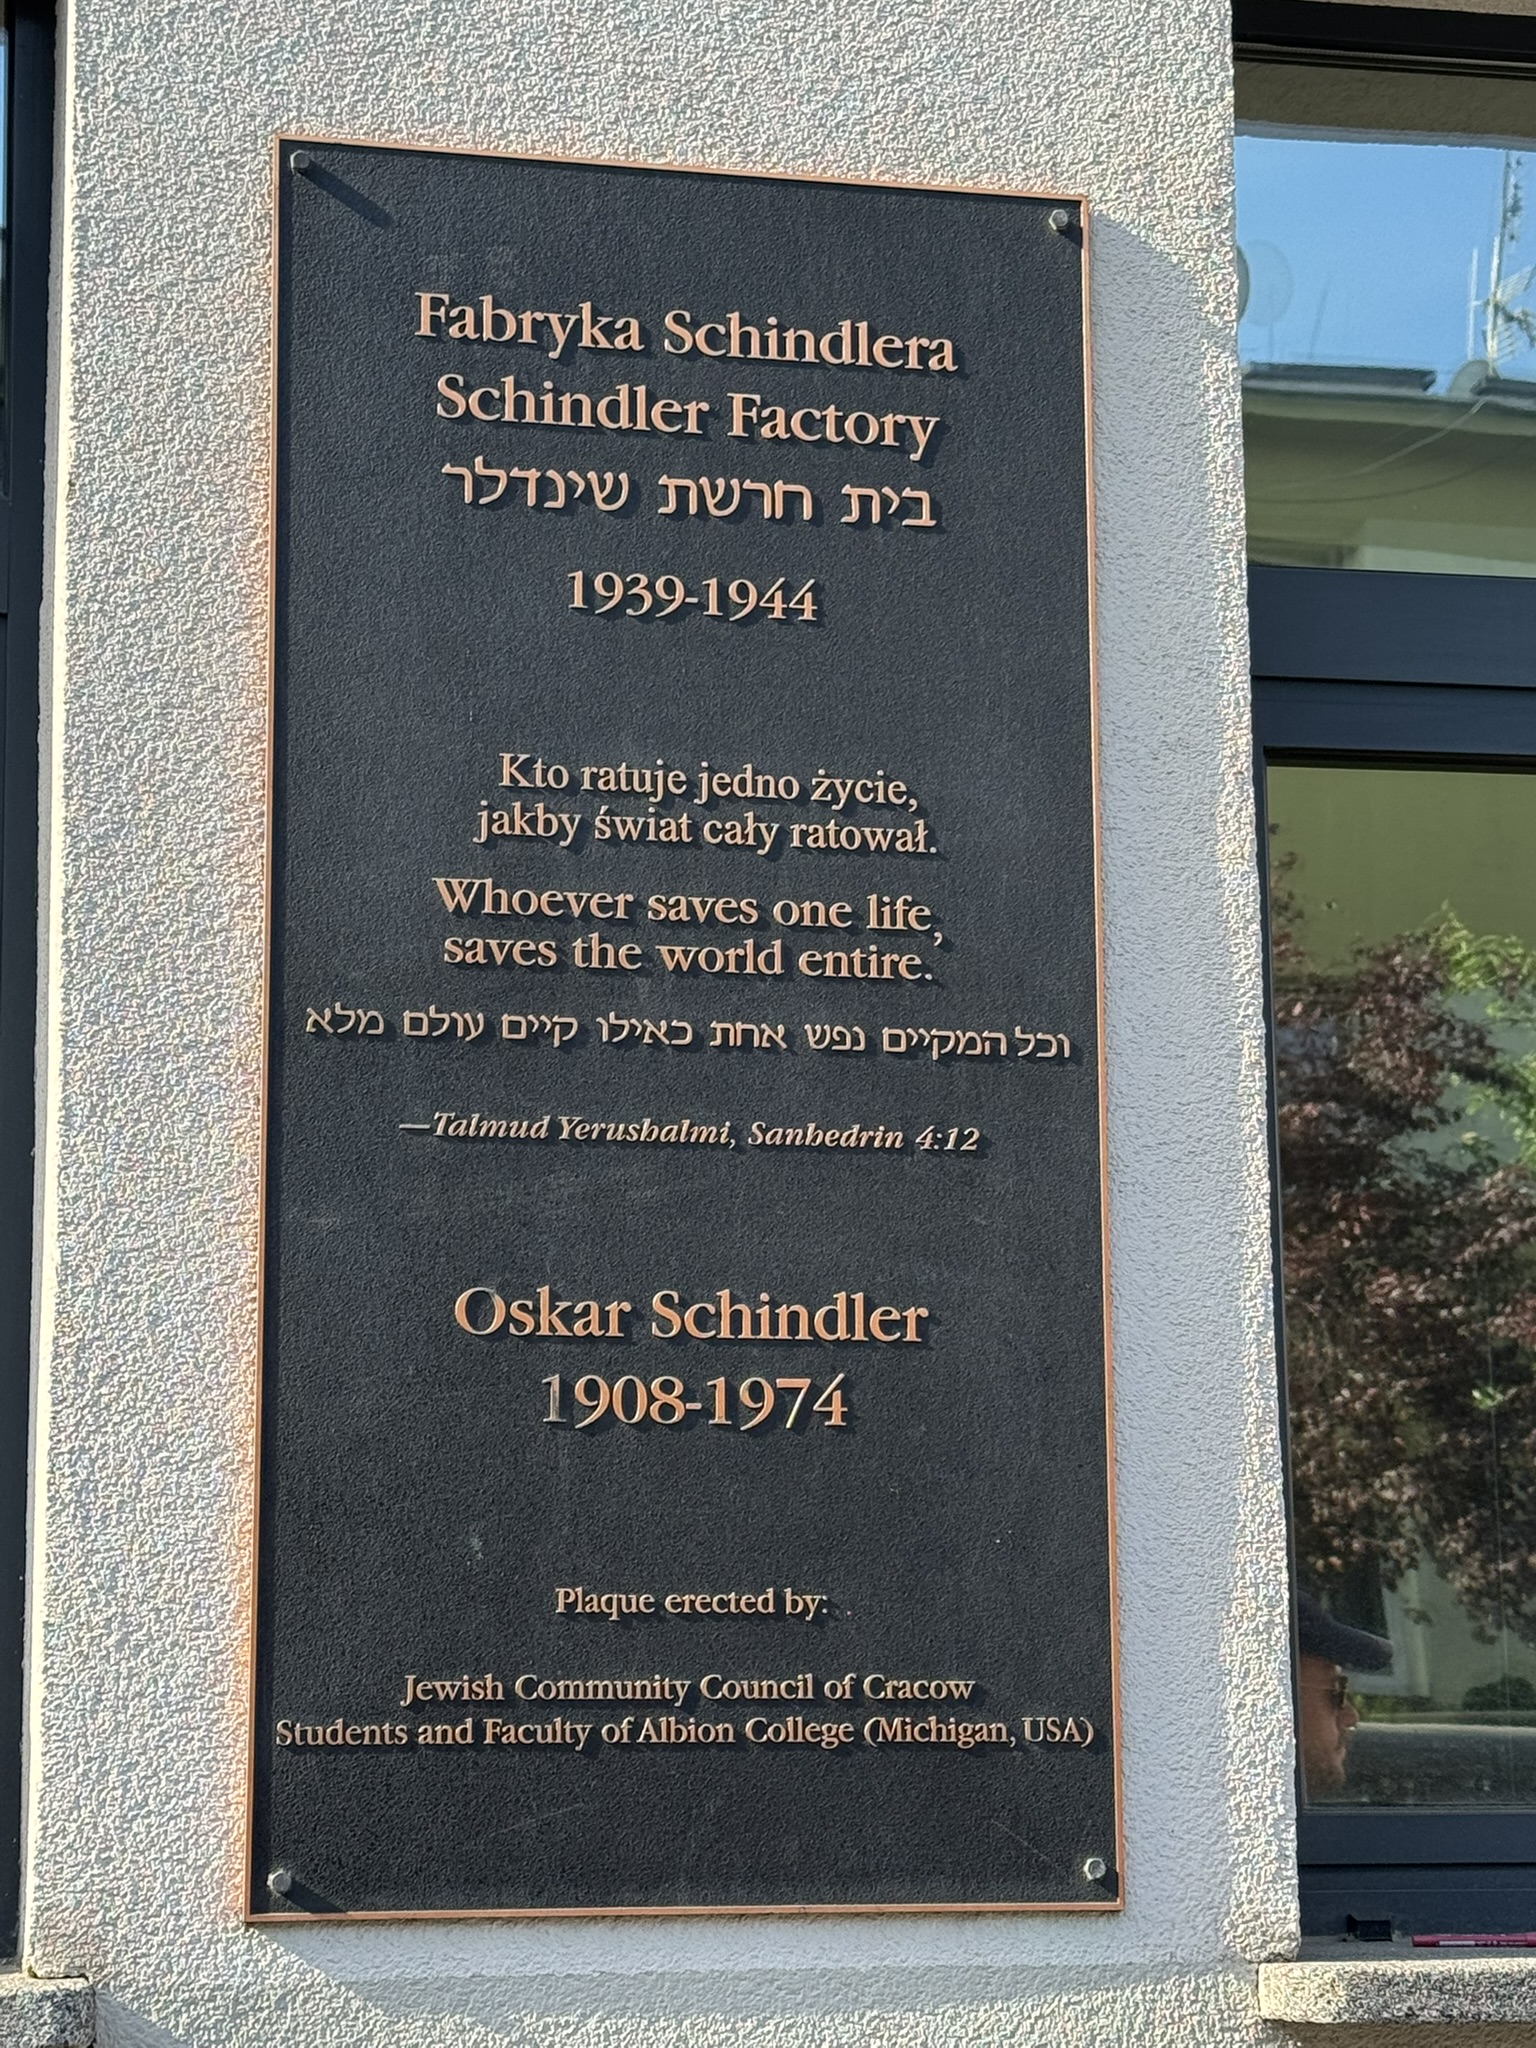 Fabryka Schindlera
Schindler Factory
בית חרשת שינדלר
1939-1944
Kto ratuje jedno życie,
jakby świat cały ratował.
Whoever saves one life,
saves the world entire.
וכל המקיים נפש אחת כאילו קיים עולם מלא
—Talmud Yerushalmi, Sanhedrin 4:12
Oskar Schindler
1908-1974
Plaque erected by:
Jewish Community Council of Cracow
Students and Faculty of Albion College (Michigan, USA)